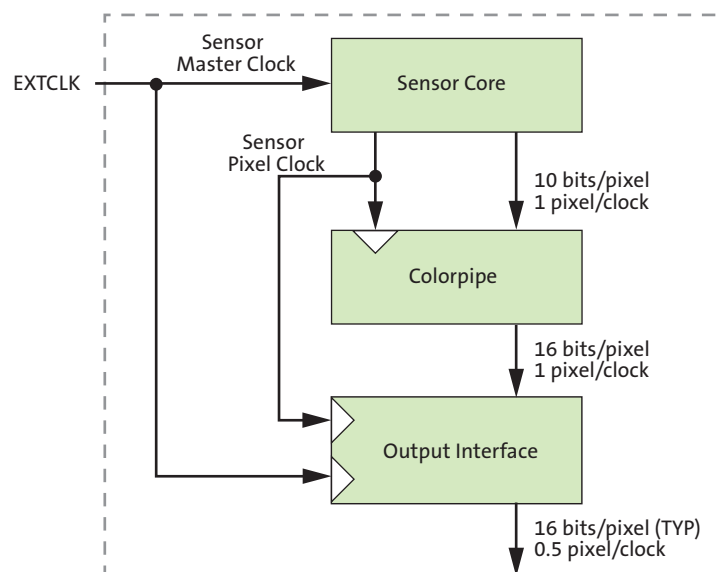 Sensor
Master Clock
EXTCLK
Sensor Core
Sensor
Pixel Clock
10 bits/pixel
1 pixel/clock
Colorpipe
16 bits/pixel
1 pixel/clock
Output Interface
16 bits/pixel (TYP)
0.5 pixel/clock